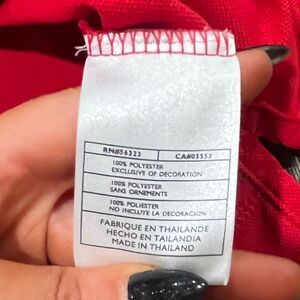 RN#56323 CA#05553
100% POLYESTER
EXCLUSIVE OF DECORATION
100% POLYESTER
SANS ORNEMENTS
100% POLIESTER
NO INCLUYE LA DECORACION
FABRIQUE EN THAILANDE
HECHO EN TAILANDIA
MADE IN THAILAND